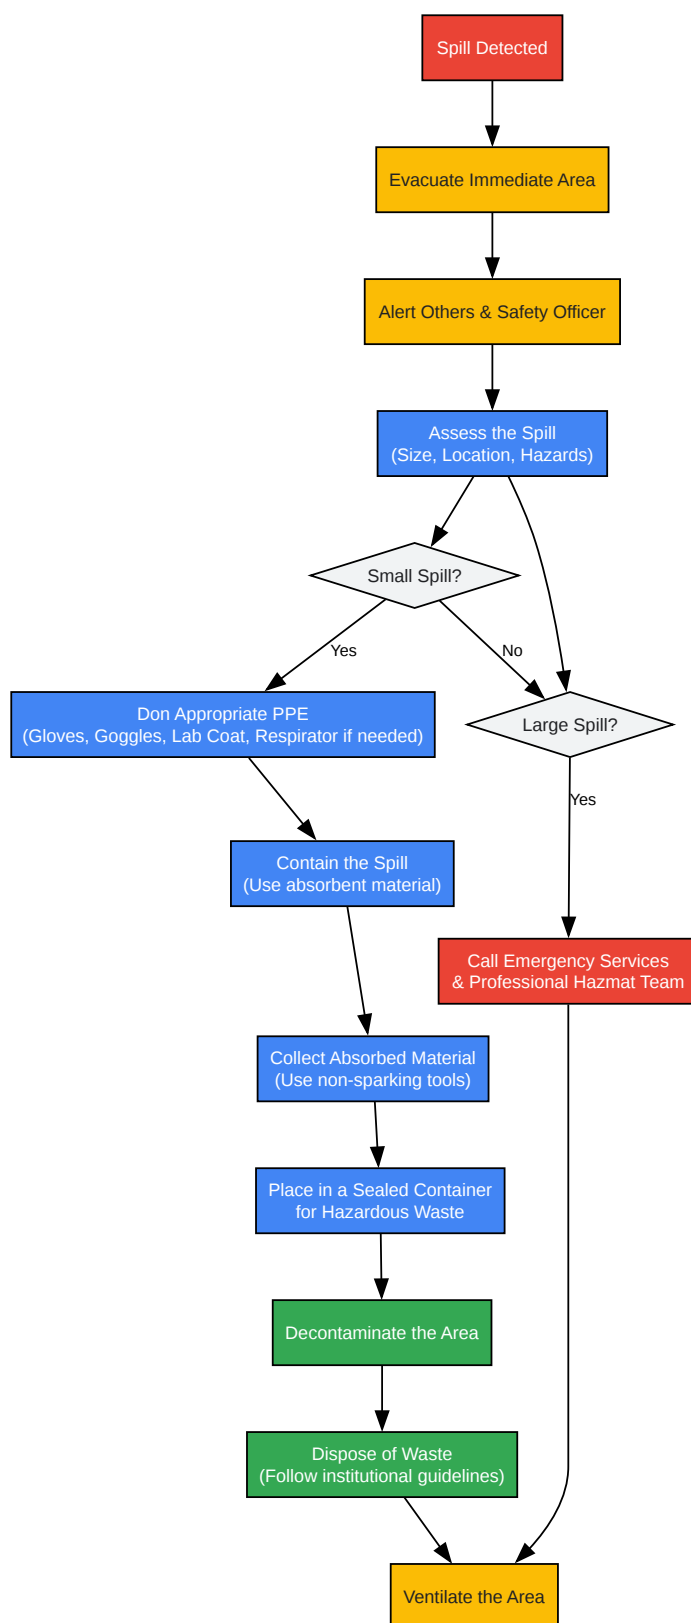 Spill Detected
Evacuate Immediate Area
Alert Others & Safety Officer
Assess the Spill
(Size, Location, Hazards)
Small Spill?
Yes
No
Don Appropriate PPE
(Gloves, Goggles, Lab Coat, Respirator if needed)
Large Spill?
Yes
Contain the Spill
(Use absorbent material)
Call Emergency Services
& Professional Hazmat Team
Collect Absorbed Material
(Use non-sparking tools)
Place in a Sealed Container
for Hazardous Waste
Decontaminate the Area
Dispose of Waste
(Follow institutional guidelines)
Ventilate the Area